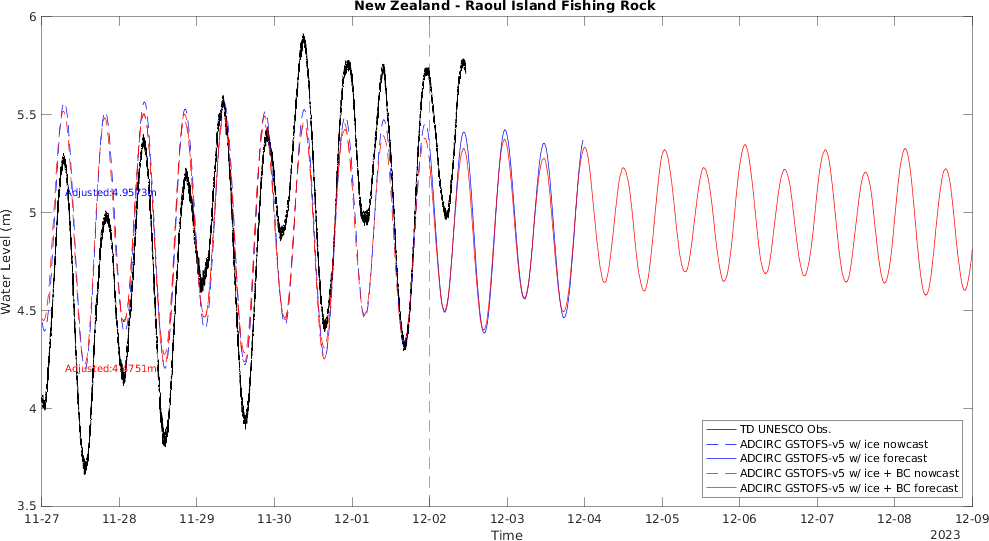 New Zealand - Raoul Island Fishing Rock
6
5.5
5
4.5
4
3.5
Water Level (m)
Adjusted:4.9573m
TD UNESCO Obs.
ADCIRC GSTOFS-v5 w/ ice nowcast
ADCIRC GSTOFS-v5 w/ ice forecast
ADCIRC GSTOFS-v5 w/ ice + BC nowcast
ADCIRC GSTOFS-v5 w/ ice + BC forecast
11-27 11-28 11-29 11-30 12-01 12-02 12-03 12-04 12-05 12-06 12-07 12-08 12-09
Time
2023